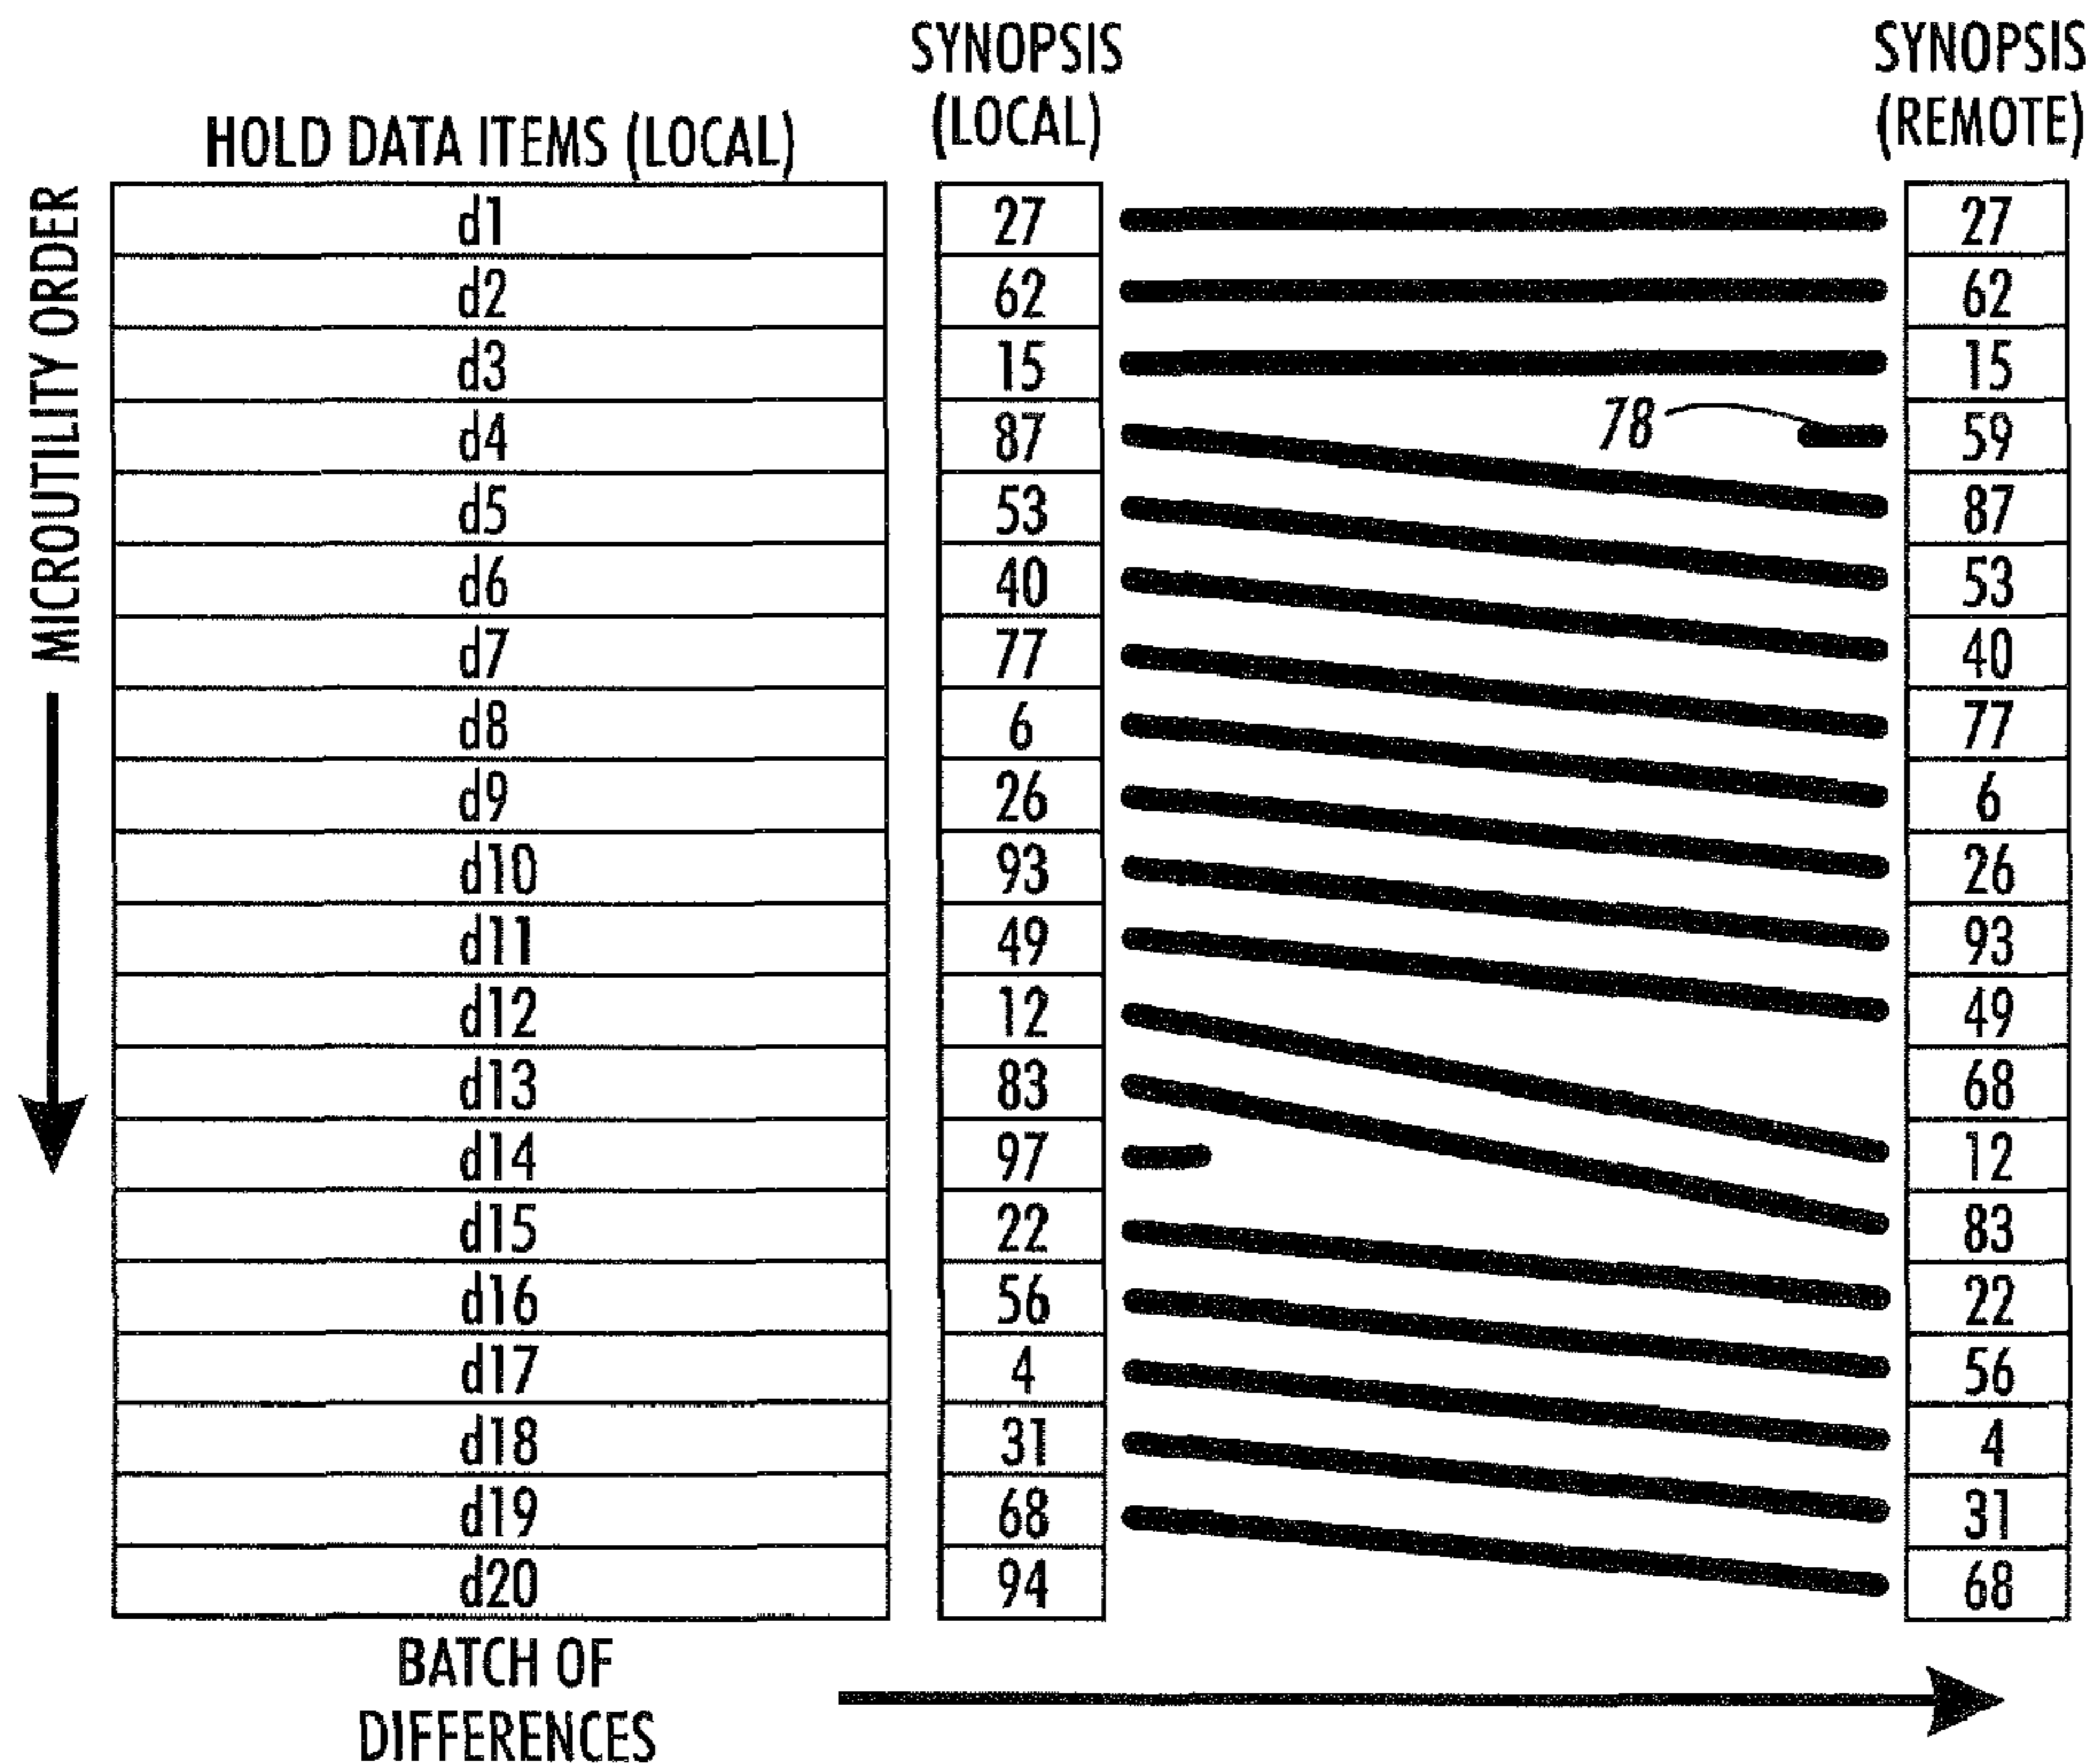 SYNOPSIS
(LOCAL)
SYNOPSIS
(REMOTE)
HOLD DATA ITEMS (LOCAL)
MICROUTILITY ORDER
d1 27 27
d2 62 62
d3 15 15
d4 87 78 59
d5 53 87
d6 40 53
d7 77 40
d8 6 77
d9 26 6
d10 93 26
d11 49 93
d12 12 49
d13 83 68
d14 97 12
d15 22 83
d16 56 22
d17 4 56
d18 31 4
d19 68 31
d20 94 68
BATCH OF
DIFFERENCES